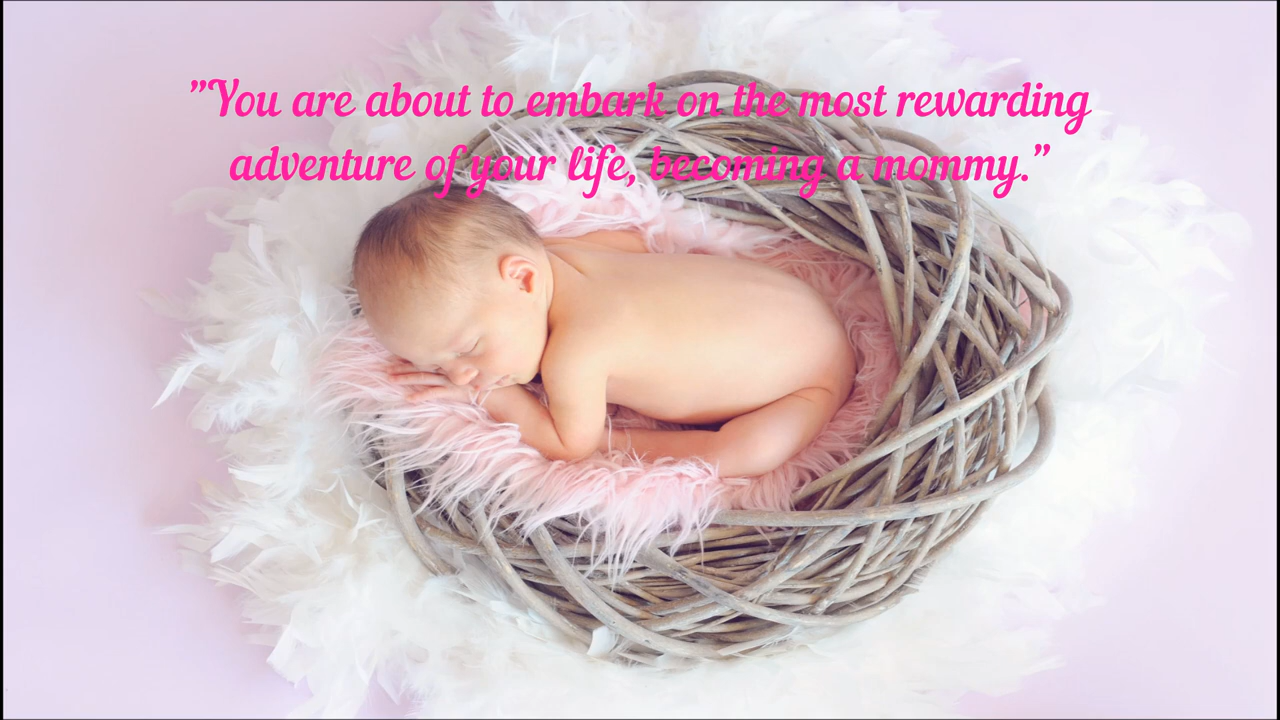 ”You are about to embark on the most rewarding
adventure of your life, becoming a mommy.”